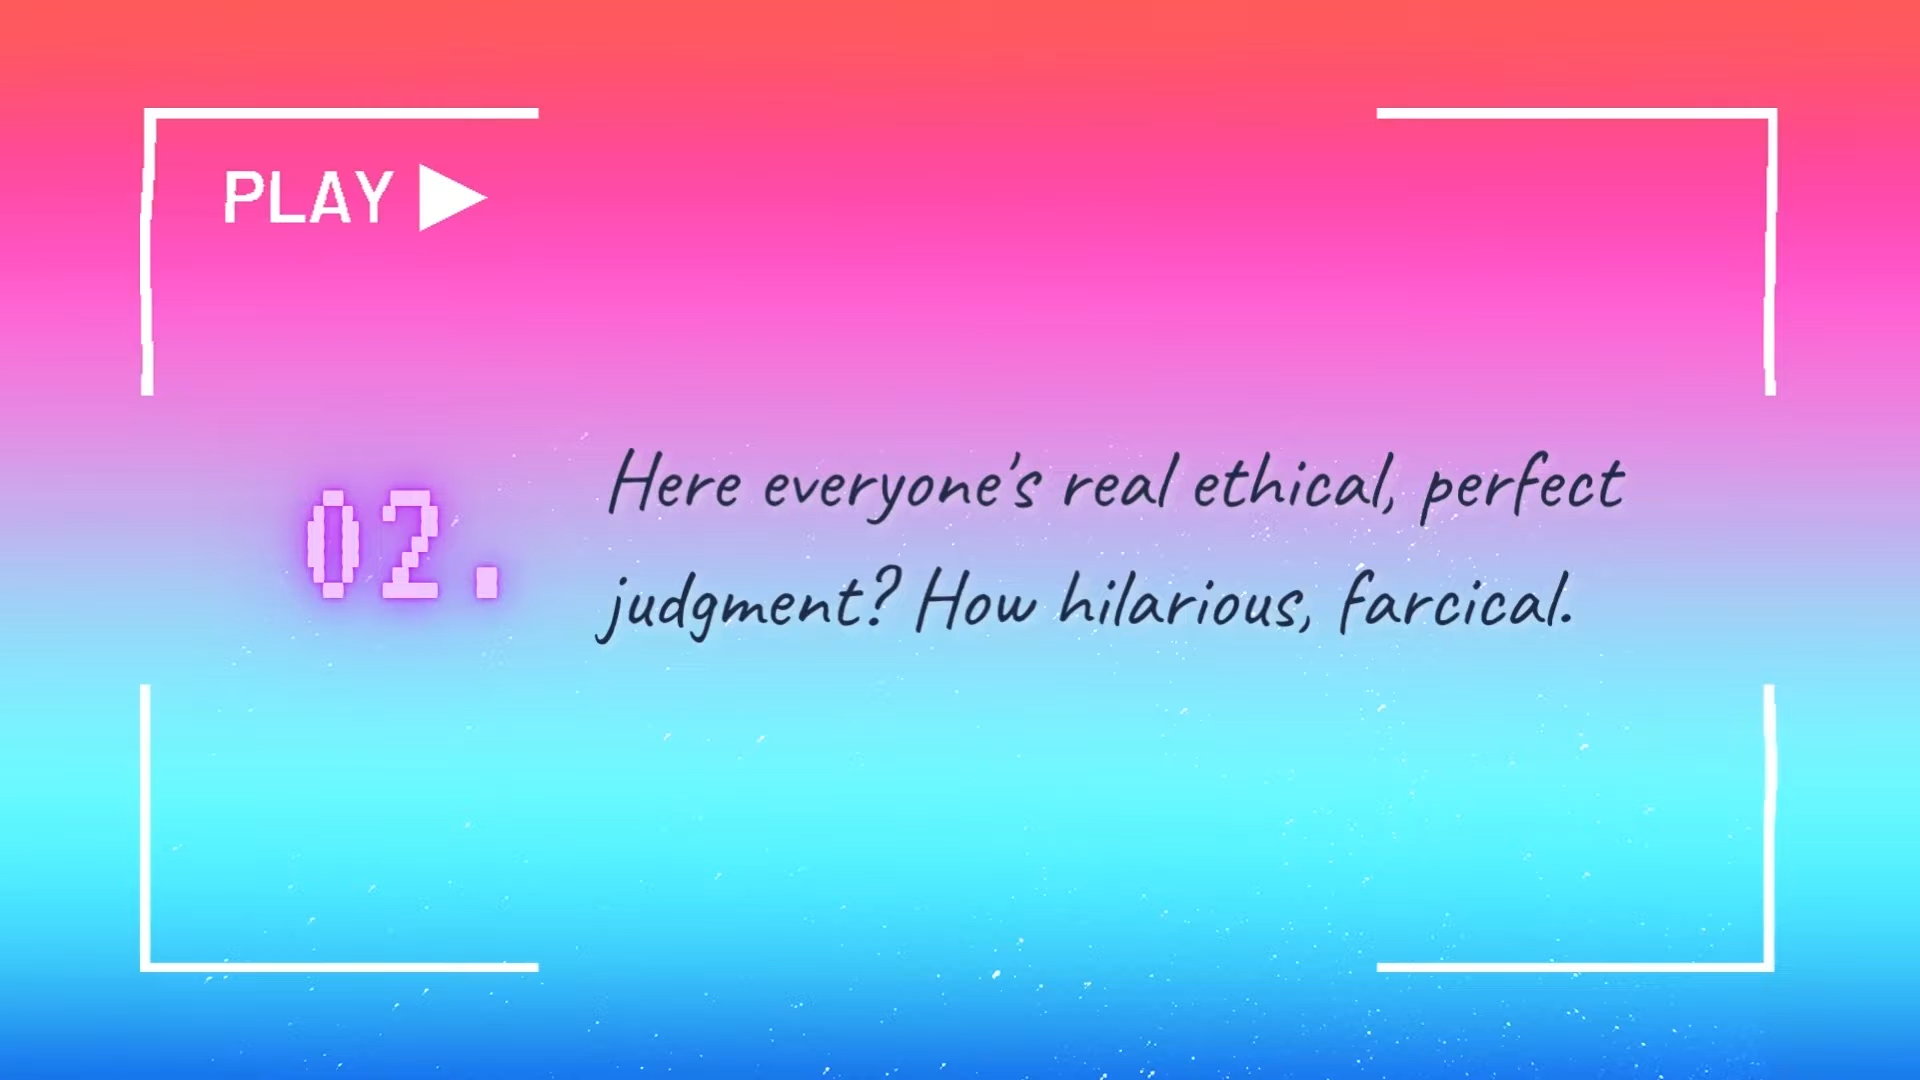 PLAY ▶
02.
Here everyone's real ethical, perfect
judgment? How hilarious, farcical.